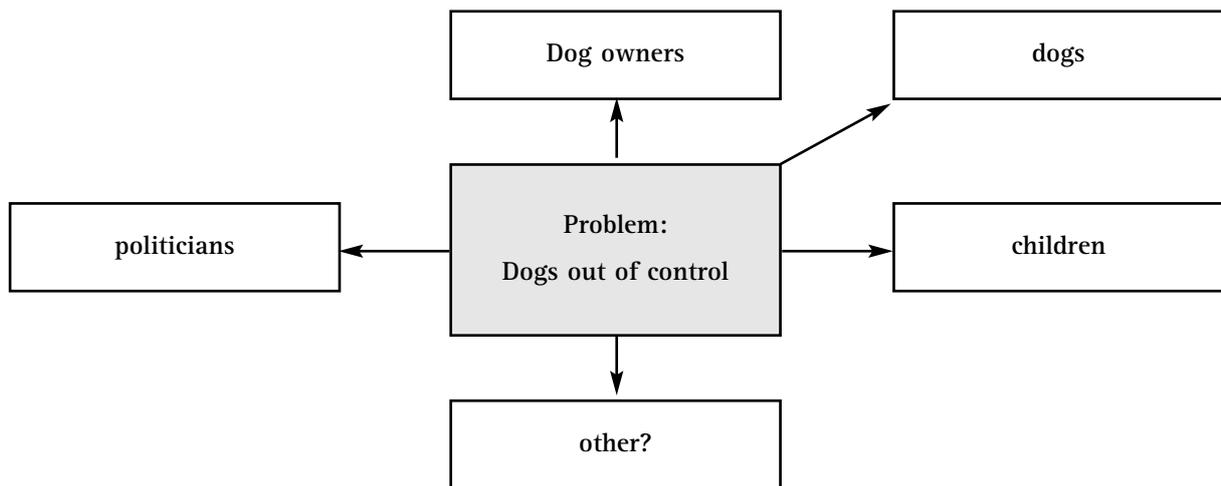 Dog owners
dogs
Problem:
Dogs out of control
politicians
children
other?